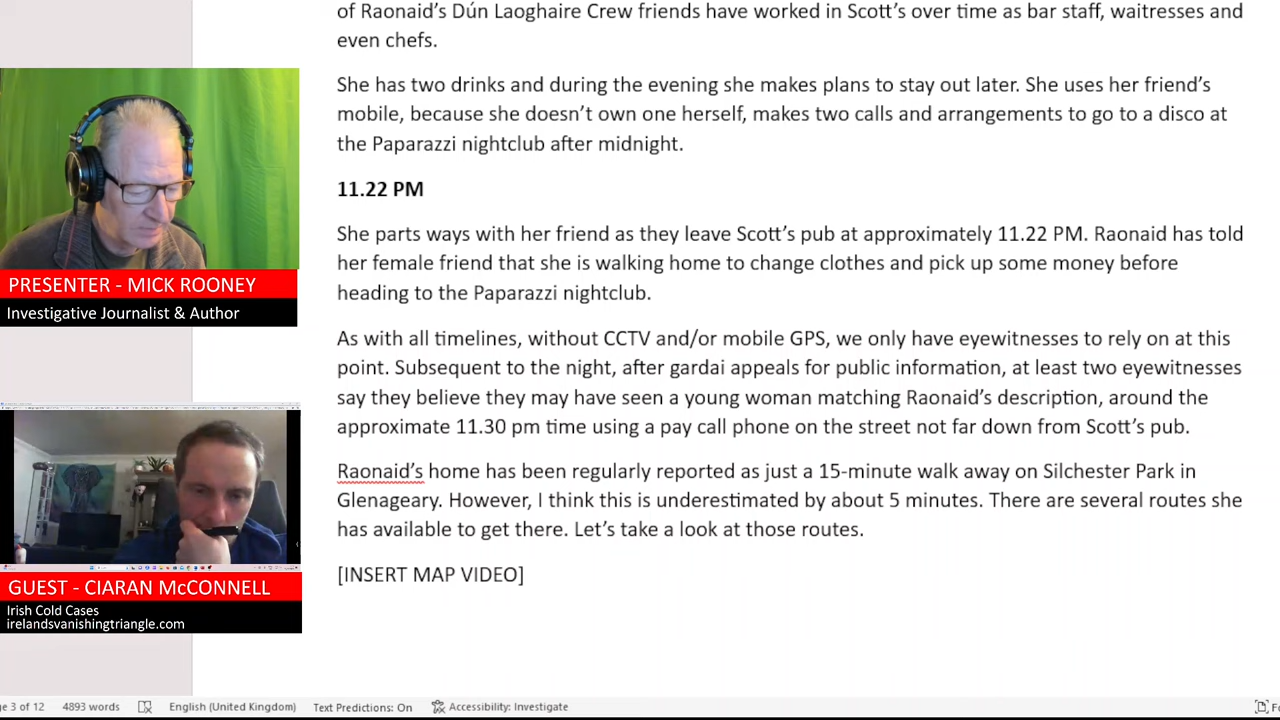 of Raonaid’s Dún Laoghaire Crew friends have worked in Scott’s over time as bar staff, waitresses and
even chefs.
She has two drinks and during the evening she makes plans to stay out later. She uses her friend’s
mobile, because she doesn’t own one herself, makes two calls and arrangements to go to a disco at
the Paparazzi nightclub after midnight.
11.22 PM
She parts ways with her friend as they leave Scott’s pub at approximately 11.22 PM. Raonaid has told
her female friend that she is walking home to change clothes and pick up some money before
heading to the Paparazzi nightclub.
As with all timelines, without CCTV and/or mobile GPS, we only have eyewitnesses to rely on at this
point. Subsequent to the night, after gardai appeals for public information, at least two eyewitnesses
say they believe they may have seen a young woman matching Raonaid’s description, around the
approximate 11.30 pm time using a pay call phone on the street not far down from Scott’s pub.
Raonaid’s home has been regularly reported as just a 15-minute walk away on Silchester Park in
Glenageary. However, I think this is underestimated by about 5 minutes. There are several routes she
has available to get there. Let’s take a look at those routes.
[INSERT MAP VIDEO]
PRESENTER - MICK ROONEY
Investigative Journalist & Author
GUEST - CIARAN McCONNELL
Irish Cold Cases
irelandsvanishingtriangle.com
ge 3 of 12 4893 words English (United Kingdom) Text Predictions: On Accessibility: Investigate Fo